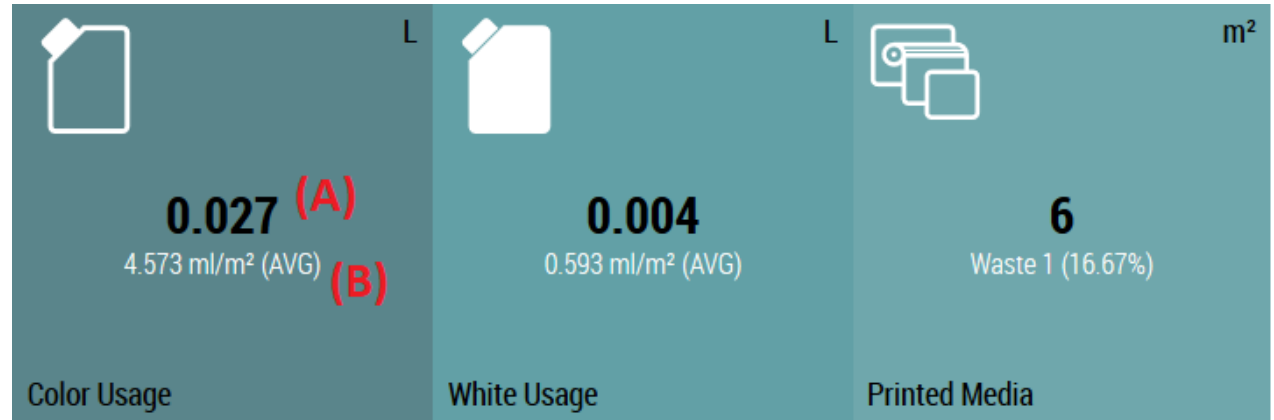 L
0.027 (A)
4.573 ml/m² (AVG) (B)
Color Usage
L
0.004
0.593 ml/m² (AVG)
White Usage
m²
6
Waste 1 (16.67%)
Printed Media